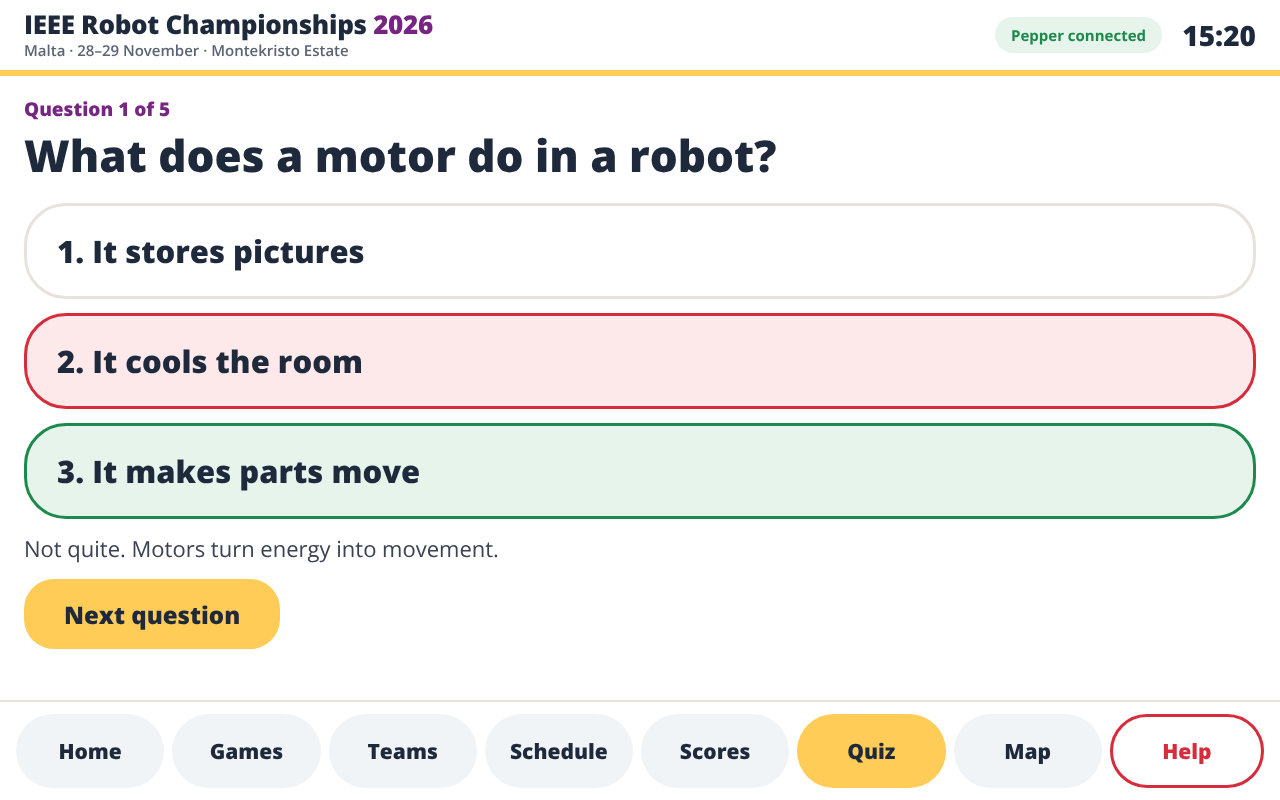 IEEE Robot Championships 2026
Malta · 28–29 November · Montekristo Estate
Pepper connected
15:20
Question 1 of 5
What does a motor do in a robot?
1. It stores pictures
2. It cools the room
3. It makes parts move
Not quite. Motors turn energy into movement.
Next question
Home
Games
Teams
Schedule
Scores
Quiz
Map
Help